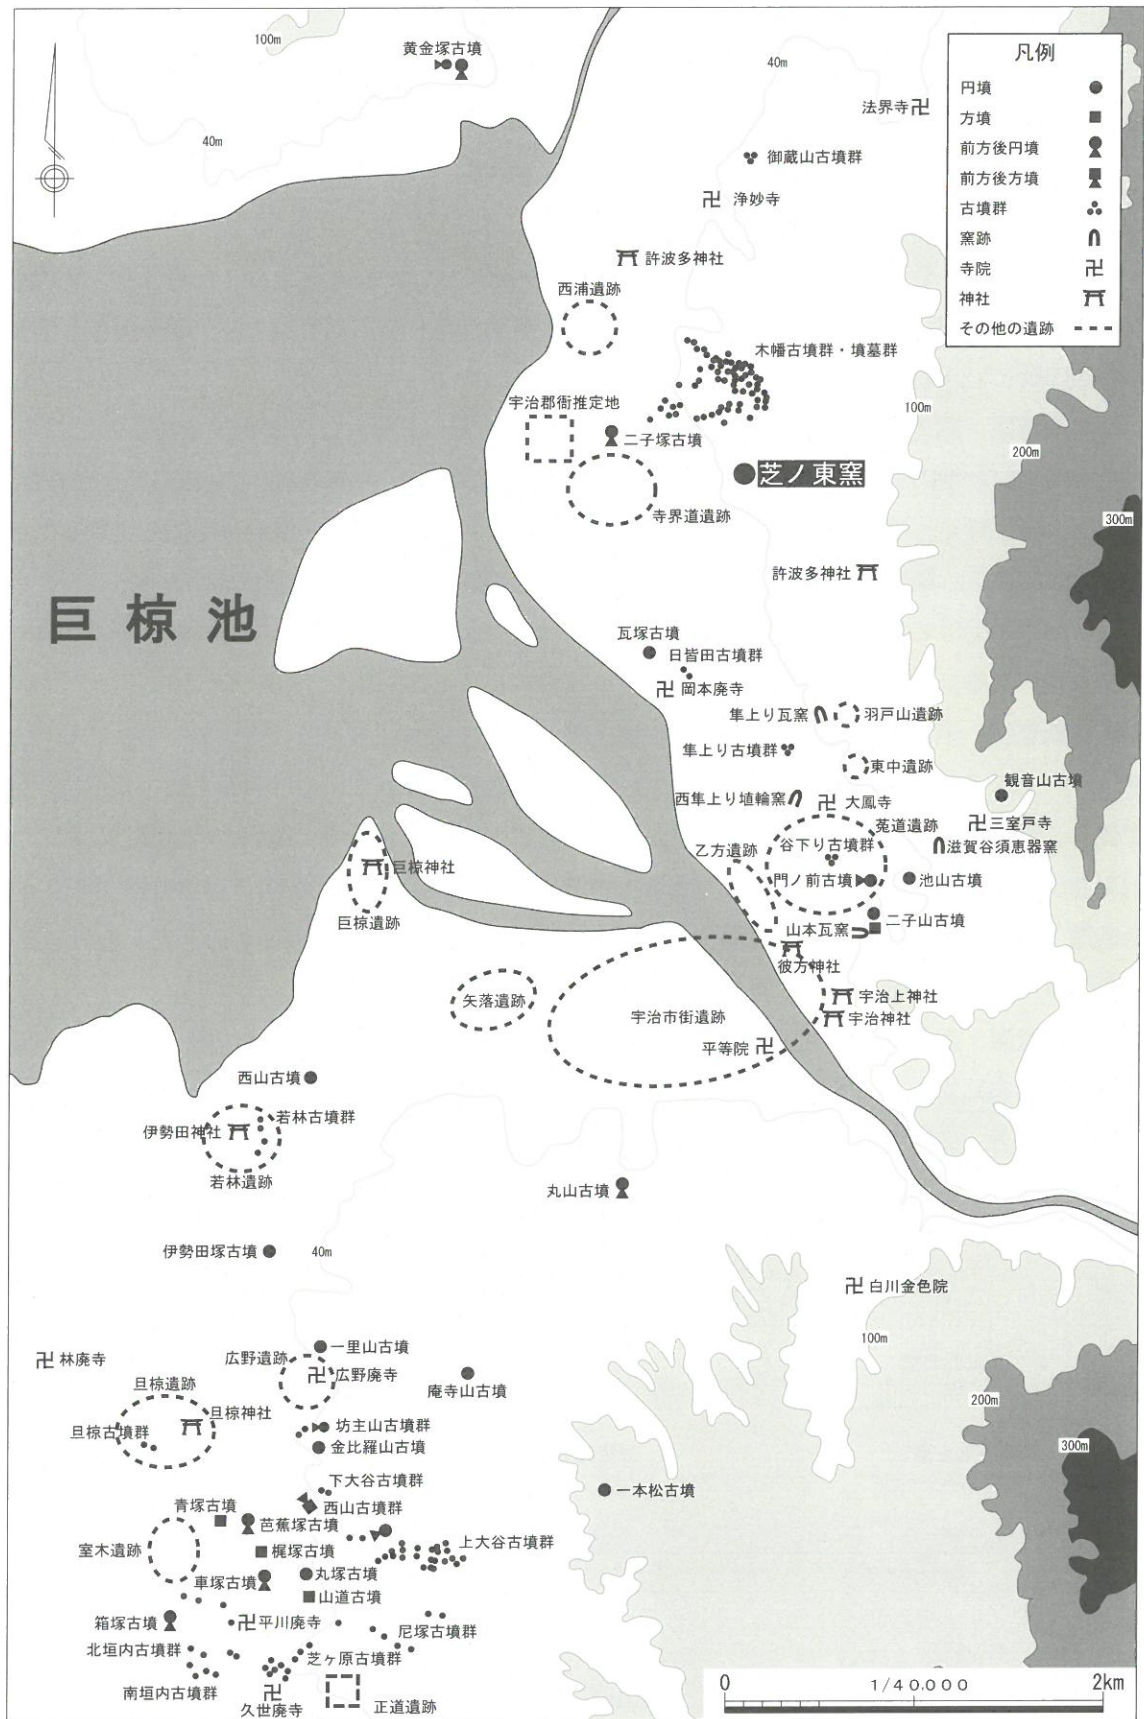 100m
黄金塚古墳
40m
40m
凡例
円墳
方墳
前方後円墳
前方後方墳
古墳群
窯跡
寺院
神社
その他の遺跡
法界寺
御蔵山古墳群
浄妙寺
許波多神社
西浦遺跡
木幡古墳群・墳墓群
宇治郡衙推定地
二子塚古墳
100m
200m
芝ノ東窯
寺界道遺跡
300m
許波多神社
巨椋池
瓦塚古墳
日皆田古墳群
岡本廃寺
隼上り瓦窯
羽戸山遺跡
隼上り古墳群
東中遺跡
観音山古墳
西隼上り埴輪窯
大鳳寺
三室戸寺
菟道遺跡
乙方遺跡
谷下り古墳群
滋賀谷須恵器窯
巨椋神社
門ノ前古墳
池山古墳
巨椋遺跡
二子山古墳
山本瓦窯
彼方神社
矢落遺跡
宇治市街遺跡
宇治上神社
宇治神社
平等院
西山古墳
若林古墳群
伊勢田神社
若林遺跡
丸山古墳
伊勢田塚古墳
40m
白川金色院
100m
一里山古墳
林廃寺
広野遺跡
広野廃寺
旦椋遺跡
庵寺山古墳
200m
旦椋神社
旦椋古墳群
坊主山古墳群
金比羅山古墳
300m
下大谷古墳群
一本松古墳
青塚古墳
西山古墳群
芭蕉塚古墳
上大谷古墳群
室木遺跡
梶塚古墳
車塚古墳
丸塚古墳
山道古墳
箱塚古墳
平川廃寺
尼塚古墳群
北垣内古墳群
芝ヶ原古墳群
南垣内古墳群
久世廃寺
正道遺跡
0
1/40,000
2km